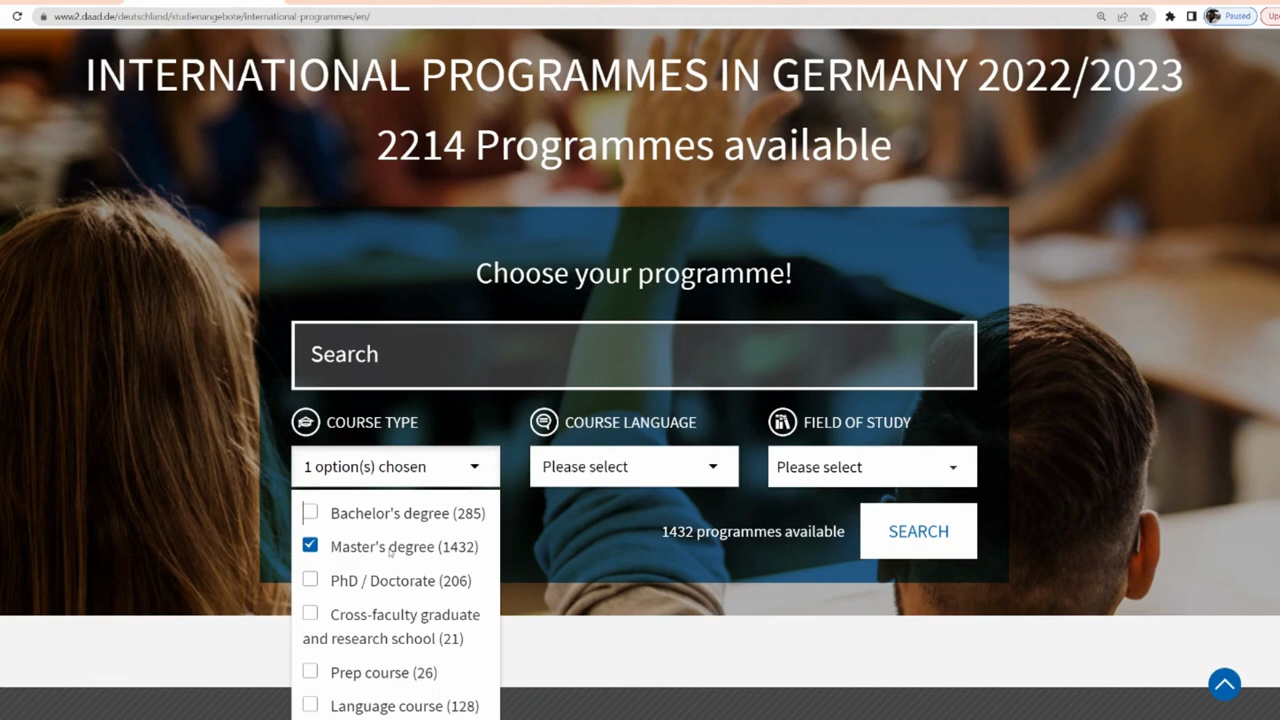 www2.daad.de/deutschland/studienangebote/international-programmes/en/
Paused
INTERNATIONAL PROGRAMMES IN GERMANY 2022/2023
2214 Programmes available
Choose your programme!
Search
COURSE TYPE
COURSE LANGUAGE
FIELD OF STUDY
1 option(s) chosen
Please select
Please select
Bachelor's degree (285)
1432 programmes available
SEARCH
Master's degree (1432)
PhD / Doctorate (206)
Cross-faculty graduate
and research school (21)
Prep course (26)
Language course (128)